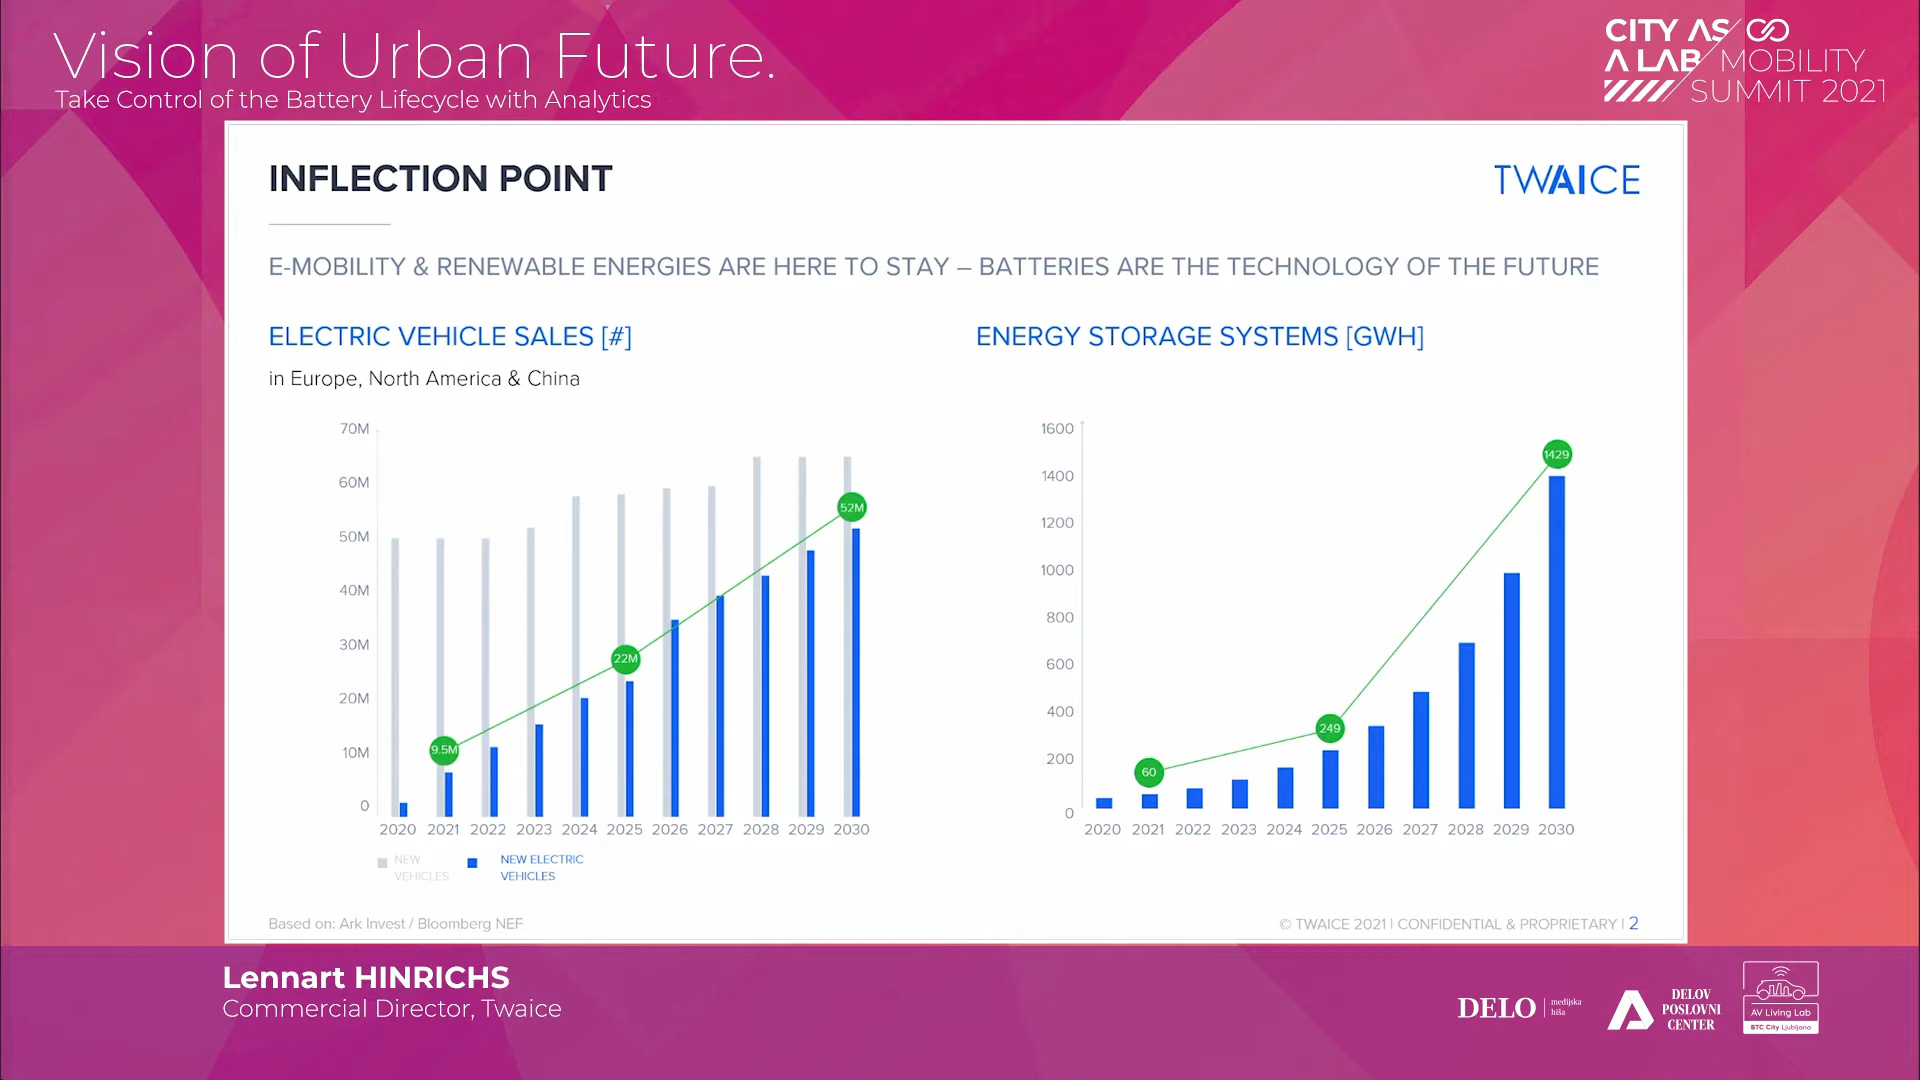 Vision of Urban Future.
Take Control of the Battery Lifecycle with Analytics
CITY AS
A LAB MOBILITY
SUMMIT 2021
INFLECTION POINT
TWAICE
E-MOBILITY & RENEWABLE ENERGIES ARE HERE TO STAY – BATTERIES ARE THE TECHNOLOGY OF THE FUTURE
ELECTRIC VEHICLE SALES [#]
in Europe, North America & China
70M
60M
50M
40M
30M
20M
10M
0
9.5M
22M
52M
2020 2021 2022 2023 2024 2025 2026 2027 2028 2029 2030
NEW
VEHICLES
NEW ELECTRIC
VEHICLES
ENERGY STORAGE SYSTEMS [GWH]
1600
1400
1200
1000
800
600
400
200
0
60
249
1429
2020 2021 2022 2023 2024 2025 2026 2027 2028 2029 2030
Based on: Ark Invest / Bloomberg NEF
© TWAICE 2021 | CONFIDENTIAL & PROPRIETARY | 2
Lennart HINRICHS
Commercial Director, Twaice
DELO medijska
hiša
DELOV
POSLOVNI
CENTER
AV Living Lab
BTC City Ljubljana